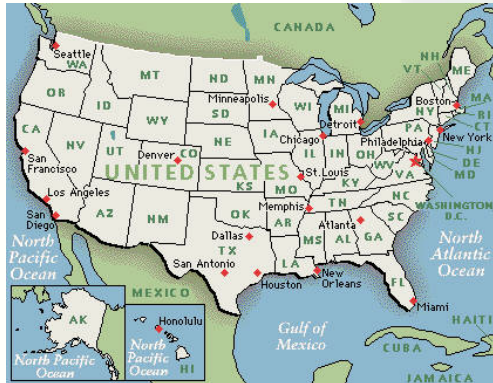 CANADA
Seattle
WA
MT
ND
MN
NH
VT
ME
OR
ID
WY
SD
Minneapolis
WI
MI
NY
Boston
MA
RI
CT
CA
NV
UT
CO
NE
IA
Chicago
Detroit
PA
Philadelphia
New York
NJ
DE
MD
San
Francisco
Denver
UNITED STATES
IL
IN
OH
WV
VA
KS
MO
St.Louis
KY
WASHINGTON
D.C.
Los Angeles
San
Diego
AZ
NM
OK
AR
Memphis
TN
NC
SC
Atlanta
MS
AL
GA
Dallas
TX
LA
San Antonio
Houston
New
Orleans
FL
Miami
North
Pacific
Ocean
North
Atlantic
Ocean
MEXICO
Gulf of
Mexico
CUBA
HAITI
JAMAICA
AK
North Pacific
Ocean
Honolulu
North
Pacific
Ocean
HI